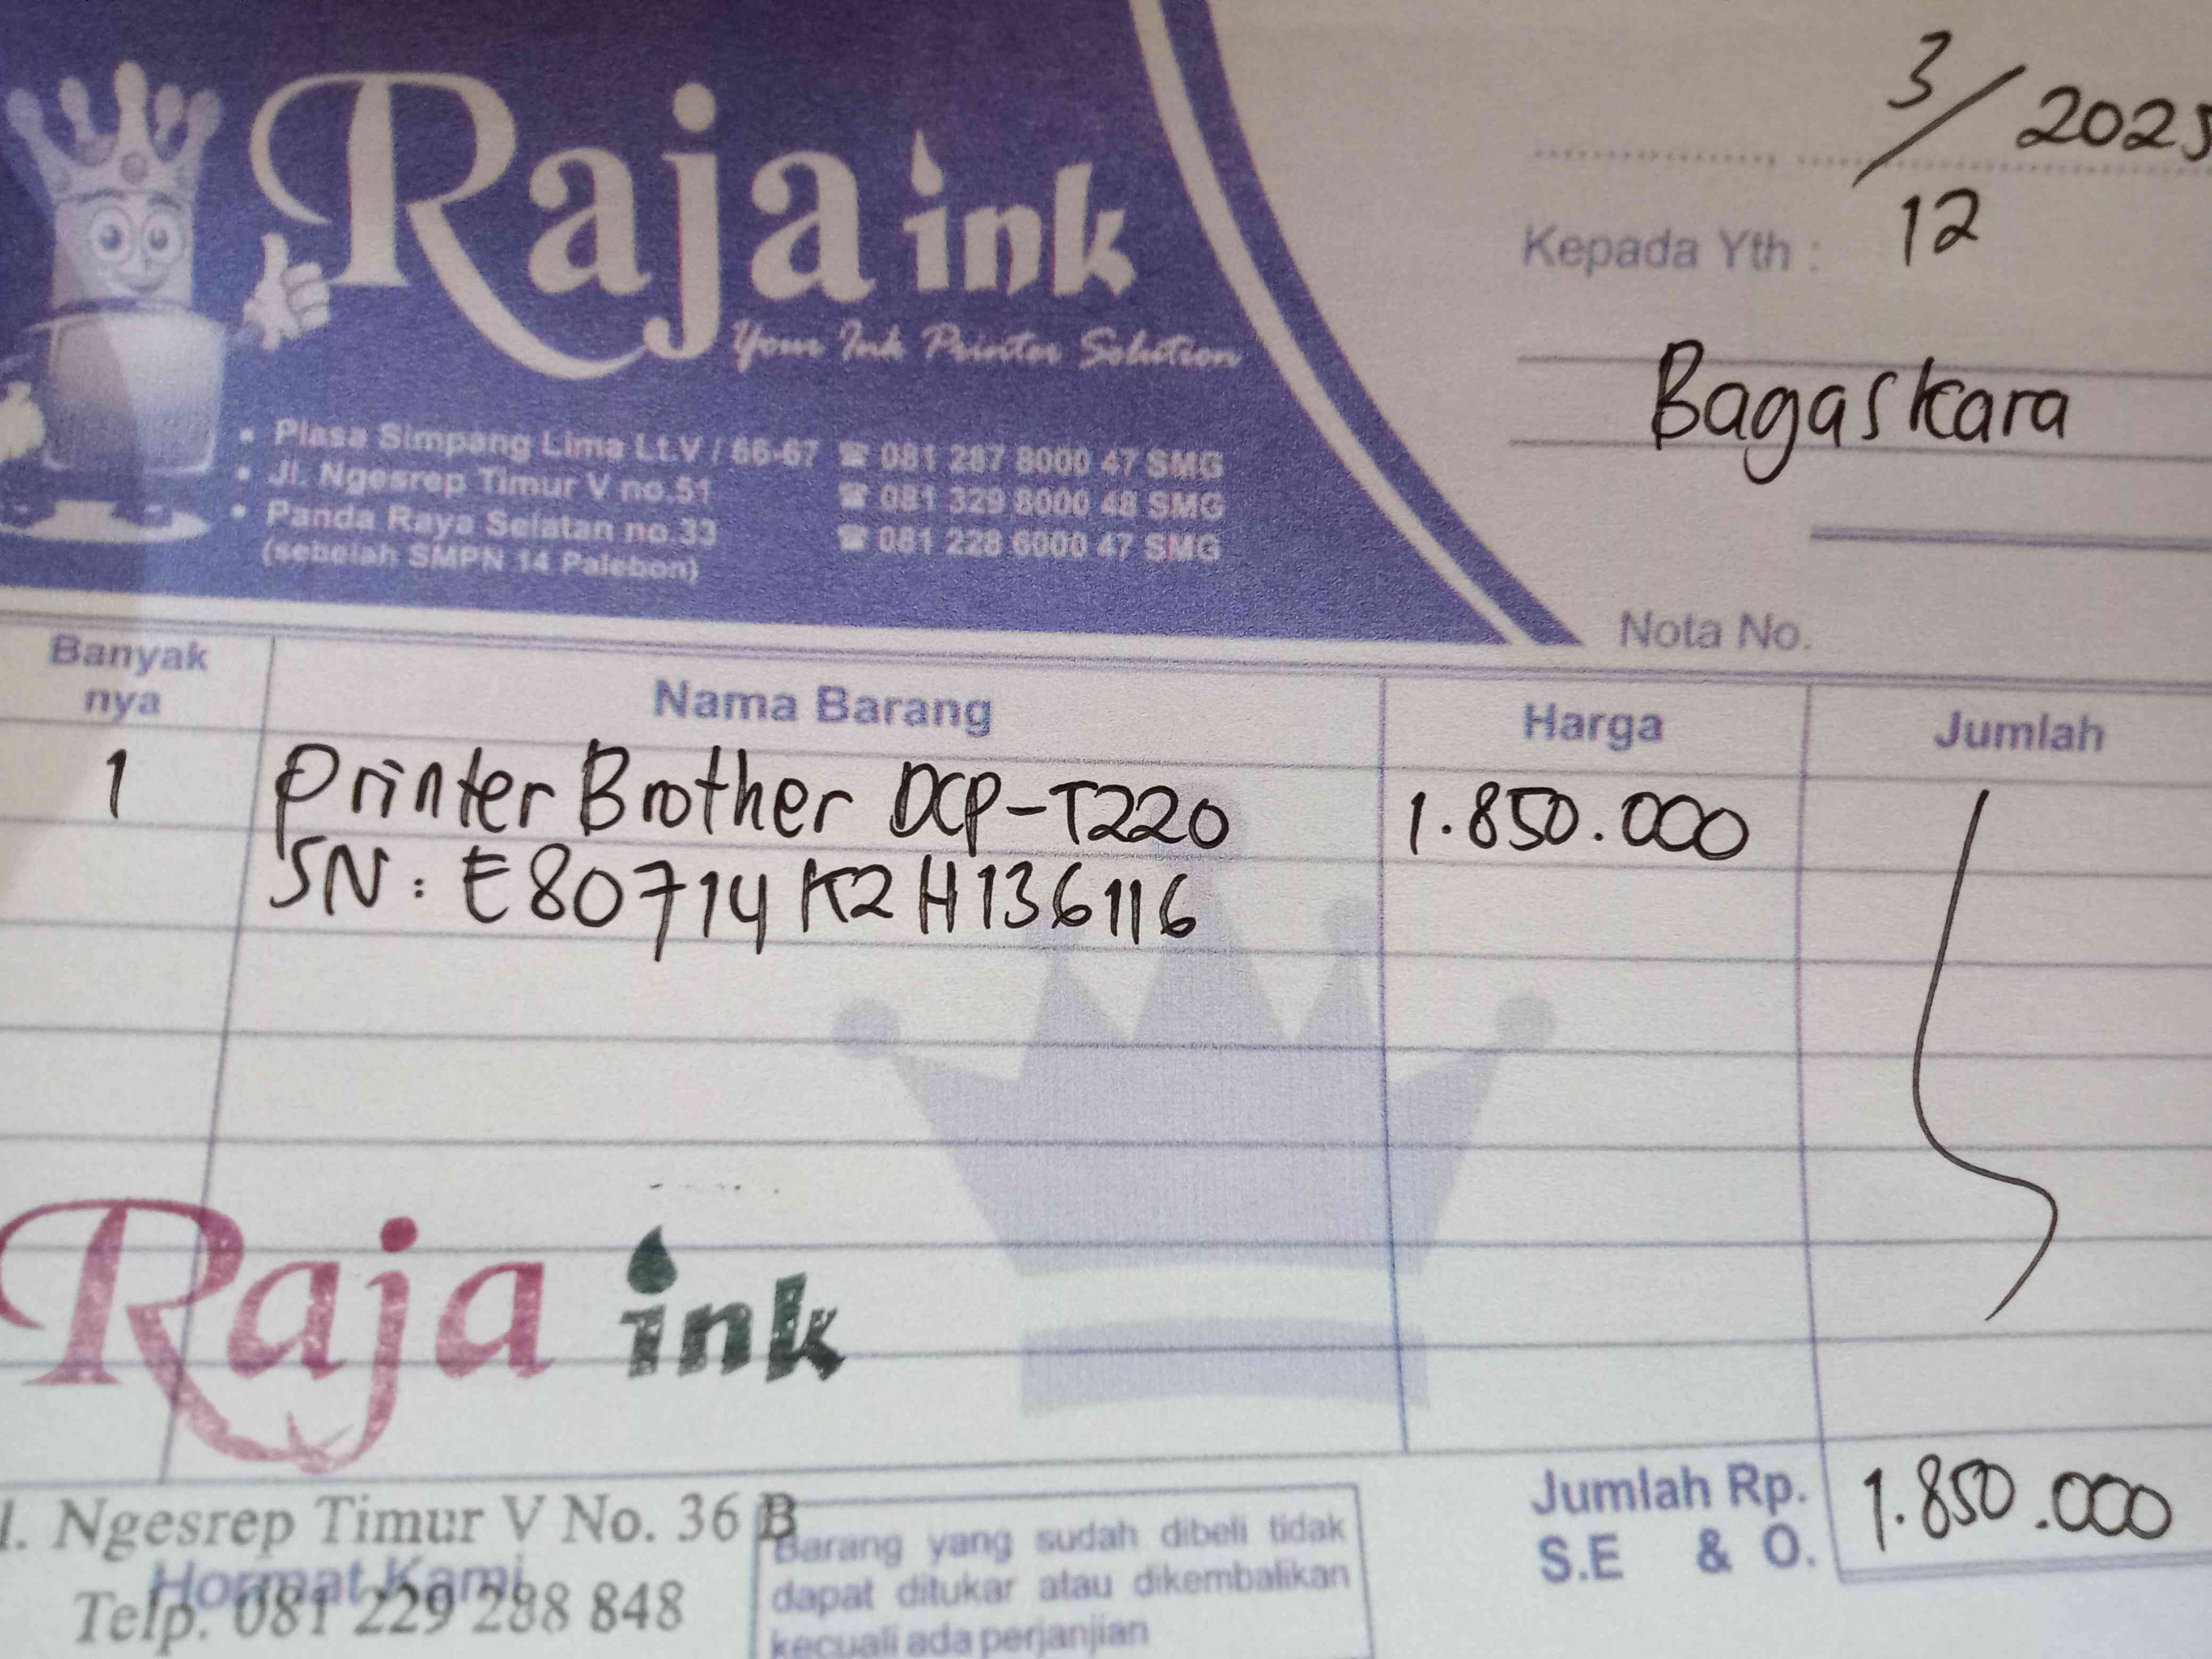 Raja ink
Your Ink Printer Solution
• Plasa Simpang Lima Lt.V / 66-67 ☎ 081 287 8000 47 SMG
• Jl. Ngesrep Timur V no.51 ☎ 081 329 8000 48 SMG
• Panda Raya Selatan no.33 ☎ 081 228 6000 47 SMG
(sebelah SMPN 14 Palebon)
3/12 2025
Kepada Yth :
Bagaskara
Nota No.
Banyak nya Nama Barang Harga Jumlah
1 Printer Brother DCP-T220 1.850.000
SN : E80714K2H136116
Raja ink
l. Ngesrep Timur V No. 36 B
Hormat Kami
Telp. 081 229 288 848
Barang yang sudah dibeli tidak
dapat ditukar atau dikembalikan
kecuali ada perjanjian
Jumlah Rp. 1.850.000
S.E & O.